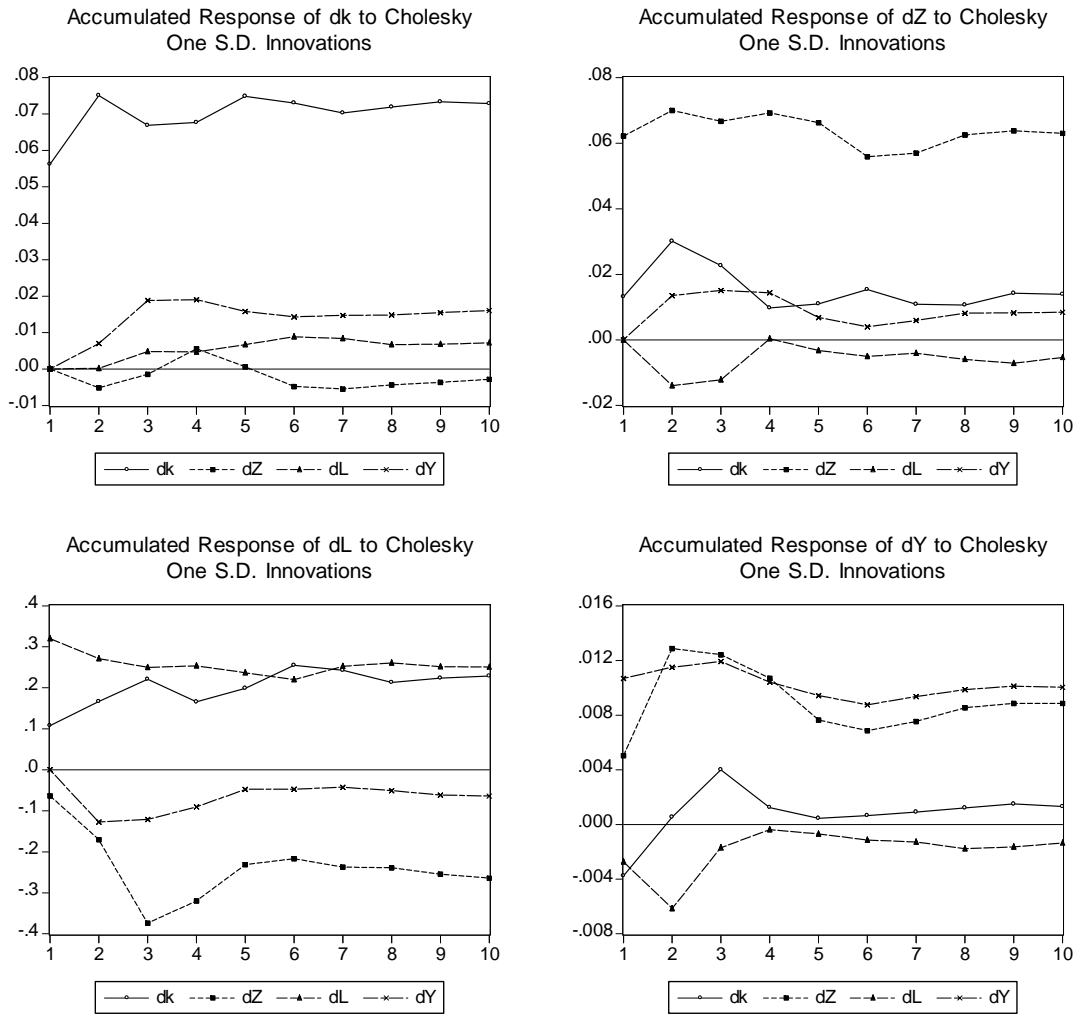 Accumulated Response of dk to Cholesky
One S.D. Innovations
.08
.07
.06
.05
.04
.03
.02
.01
.00
-.01
1 2 3 4 5 6 7 8 9 10
dk dZ dL dY
Accumulated Response of dZ to Cholesky
One S.D. Innovations
.08
.06
.04
.02
.00
-.02
1 2 3 4 5 6 7 8 9 10
dk dZ dL dY
Accumulated Response of dL to Cholesky
One S.D. Innovations
.4
.3
.2
.1
.0
-.1
-.2
-.3
-.4
1 2 3 4 5 6 7 8 9 10
dk dZ dL dY
Accumulated Response of dY to Cholesky
One S.D. Innovations
.016
.012
.008
.004
.000
-.004
-.008
1 2 3 4 5 6 7 8 9 10
dk dZ dL dY